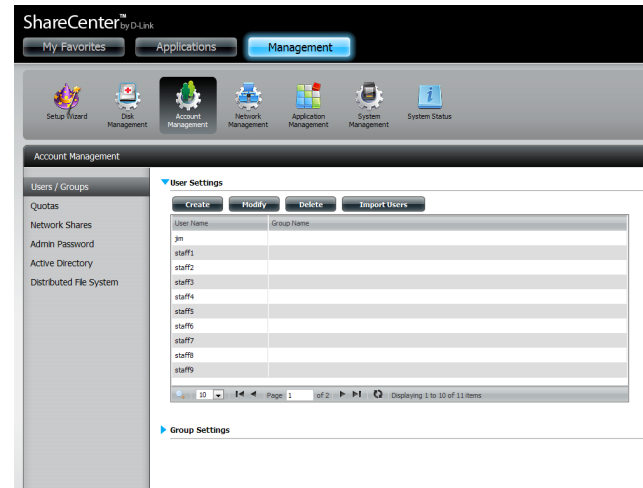 ShareCenter™ by D-Link
My Favorites Applications Management
Setup Wizard Disk Management Account Management Network Management Application Management System Management System Status
Account Management
Users / Groups
Quotas
Network Shares
Admin Password
Active Directory
Distributed File System
User Settings
Create Modify Delete Import Users
User Name Group Name
jim
staff1
staff2
staff3
staff4
staff5
staff6
staff7
staff8
staff9
10 Page 1 of 2 Displaying 1 to 10 of 11 items
Group Settings